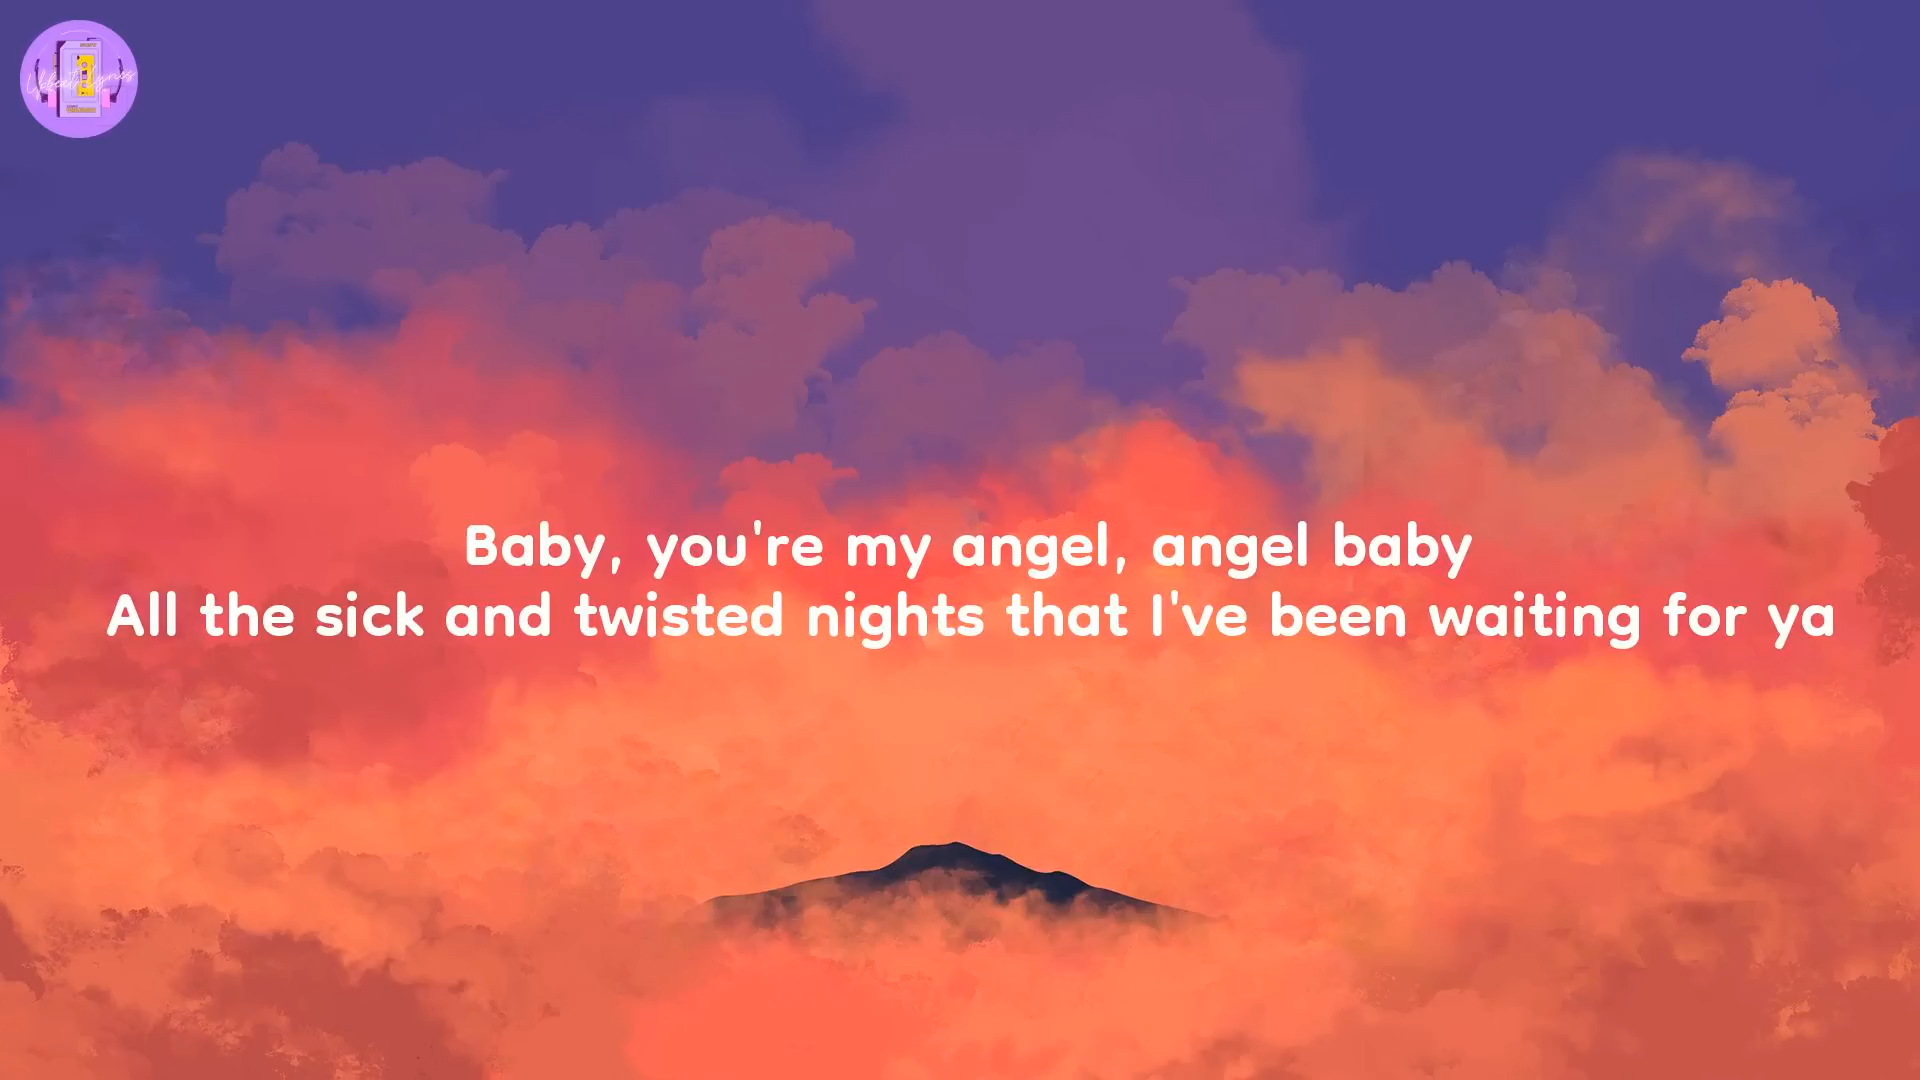 Baby, you're my angel, angel baby
All the sick and twisted nights that I've been waiting for ya